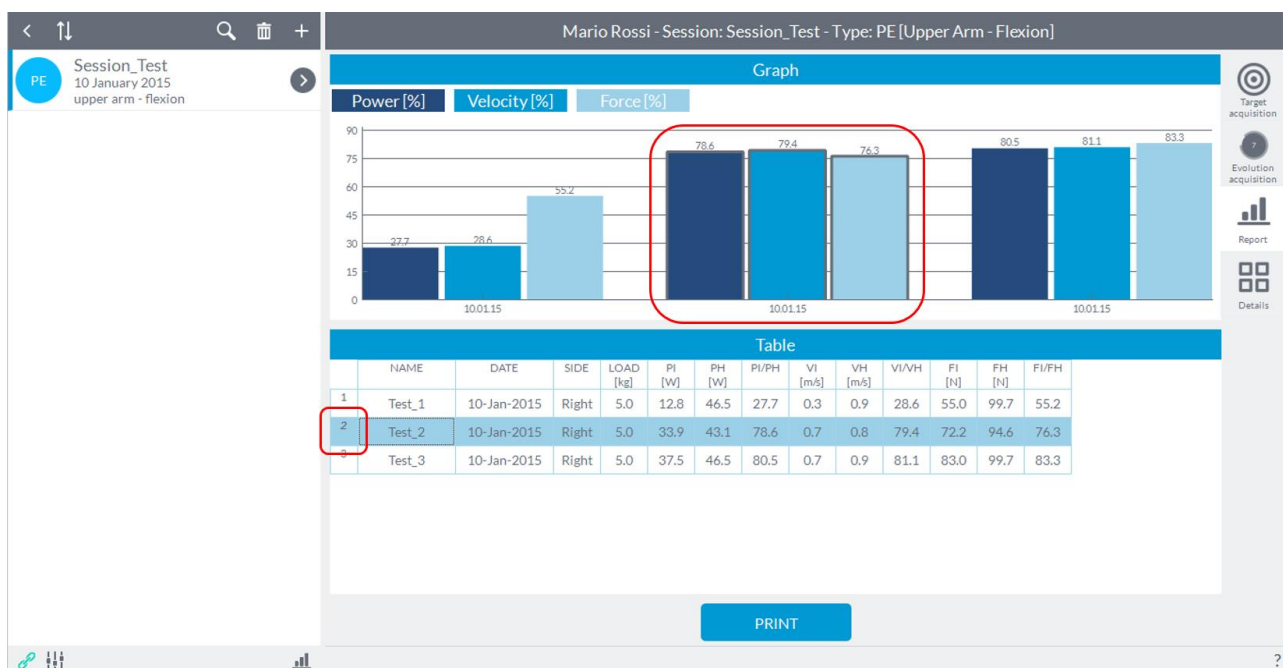 Mario Rossi - Session: Session_Test - Type: PE [Upper Arm - Flexion]
PE
Session_Test
10 January 2015
upper arm - flexion
Graph
Power [%] Velocity [%] Force [%]
90
75
60
45
30
15
0
27.7 28.6 55.2
78.6 79.4 76.3
80.5 81.1 83.3
10.01.15 10.01.15 10.01.15
Target
acquisition
7
Evolution
acquisition
Report
Details
Table
NAME DATE SIDE LOAD [kg] PI [W] PH [W] PI/PH VI [m/s] VH [m/s] VI/VH FI [N] FH [N] FI/FH
1 Test_1 10-Jan-2015 Right 5.0 12.8 46.5 27.7 0.3 0.9 28.6 55.0 99.7 55.2
2 Test_2 10-Jan-2015 Right 5.0 33.9 43.1 78.6 0.7 0.8 79.4 72.2 94.6 76.3
3 Test_3 10-Jan-2015 Right 5.0 37.5 46.5 80.5 0.7 0.9 81.1 83.0 99.7 83.3
PRINT
?